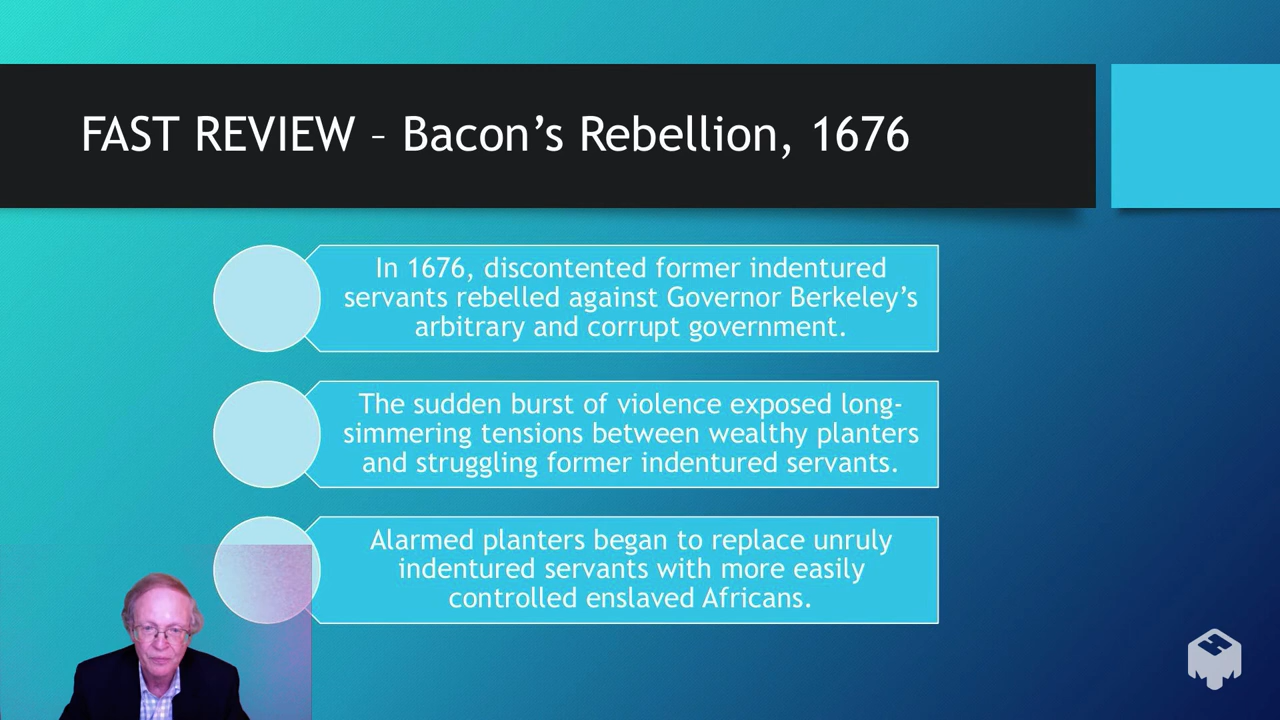 FAST REVIEW – Bacon’s Rebellion, 1676
In 1676, discontented former indentured
servants rebelled against Governor Berkeley’s
arbitrary and corrupt government.
The sudden burst of violence exposed long-
simmering tensions between wealthy planters
and struggling former indentured servants.
Alarmed planters began to replace unruly
indentured servants with more easily
controlled enslaved Africans.